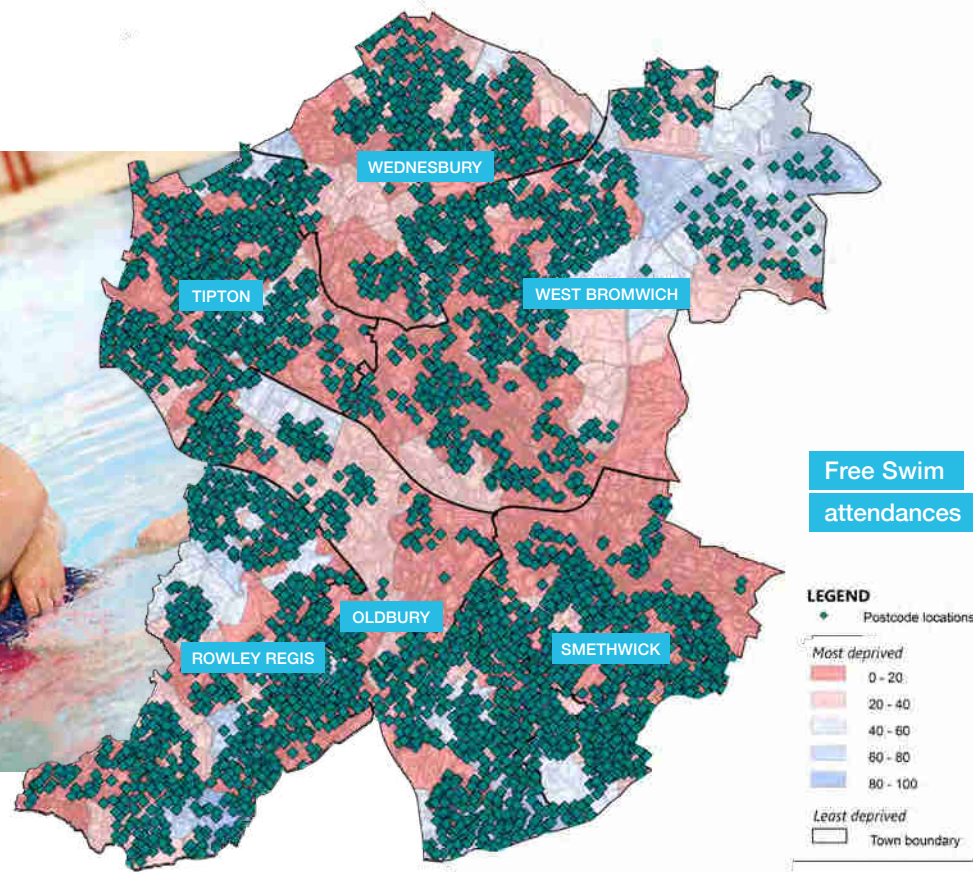 WEDNESBURY
TIPTON
WEST BROMWICH
OLDBURY
ROWLEY REGIS
SMETHWICK
Free Swim
attendances
LEGEND
Postcode locations
Most deprived
0 - 20
20 - 40
40 - 60
60 - 80
80 - 100
Least deprived
Town boundary